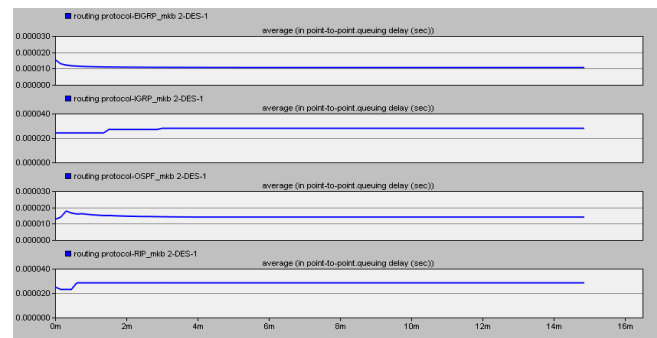 routing protocol-EIGRP_mkb 2-DES-1
average (in point-to-point.queuing delay (sec))
0.000030
0.000020
0.000010
0.000000
routing protocol-IGRP_mkb 2-DES-1
average (in point-to-point.queuing delay (sec))
0.000040
0.000020
0.000000
routing protocol-OSPF_mkb 2-DES-1
average (in point-to-point.queuing delay (sec))
0.000030
0.000020
0.000010
0.000000
routing protocol-RIP_mkb 2-DES-1
average (in point-to-point.queuing delay (sec))
0.000040
0.000020
0.000000
0m 2m 4m 6m 8m 10m 12m 14m 16m